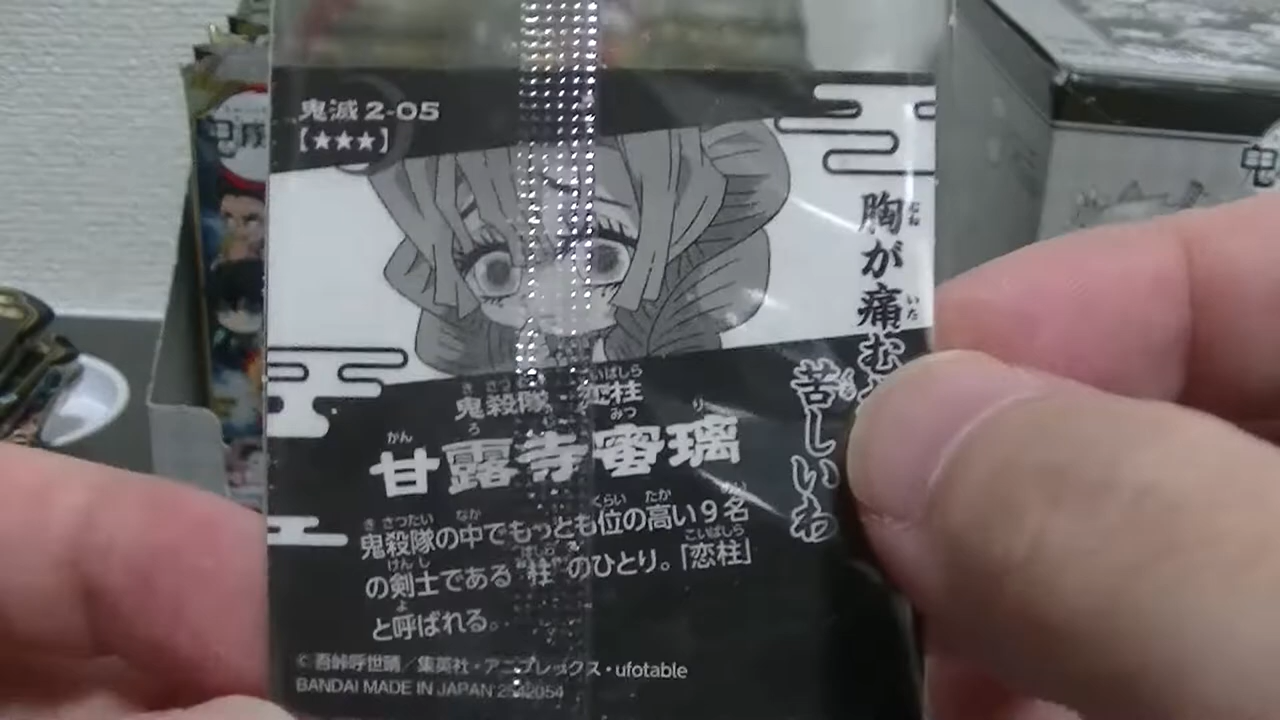 鬼滅 2-05
【★★★】
胸が痛む
苦しいわ
鬼殺隊 恋柱
甘露寺蜜璃
鬼殺隊の中でもっとも位の高い9名
の剣士である“柱”のひとり。「恋柱」
と呼ばれる。
© 吾峠呼世晴/集英社・アニプレックス・ufotable
BANDAI MADE IN JAPAN